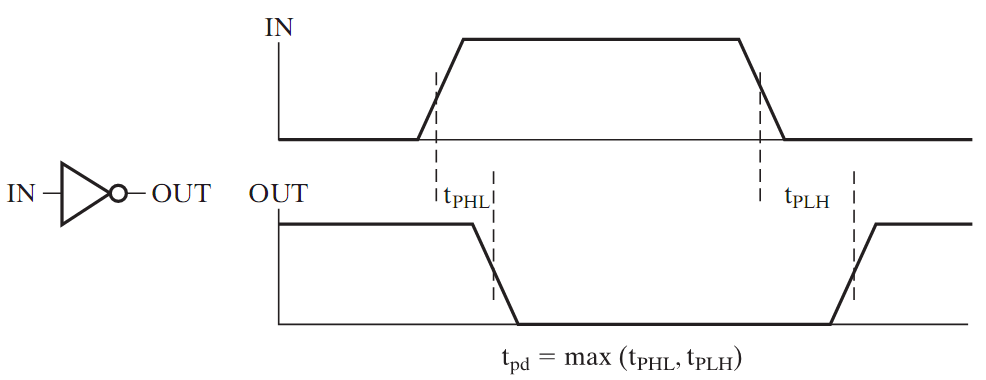 IN
IN
OUT
OUT
tPHL
tPLH
tpd = max (tPHL, tPLH)